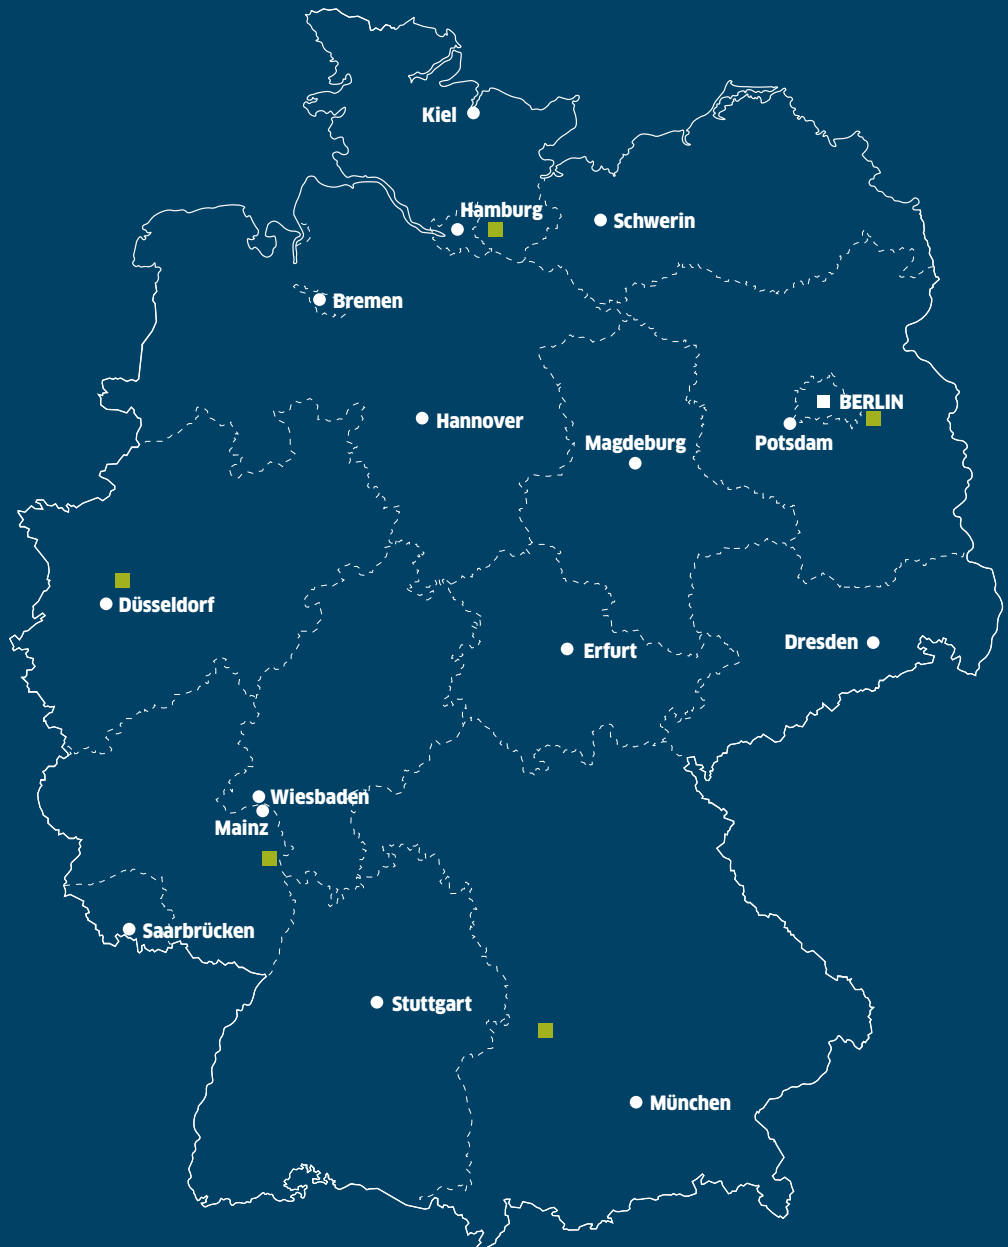 Kiel
Hamburg
Schwerin
Bremen
BERLIN
Hannover
Magdeburg
Potsdam
Düsseldorf
Dresden
Erfurt
Wiesbaden
Mainz
Saarbrücken
Stuttgart
München